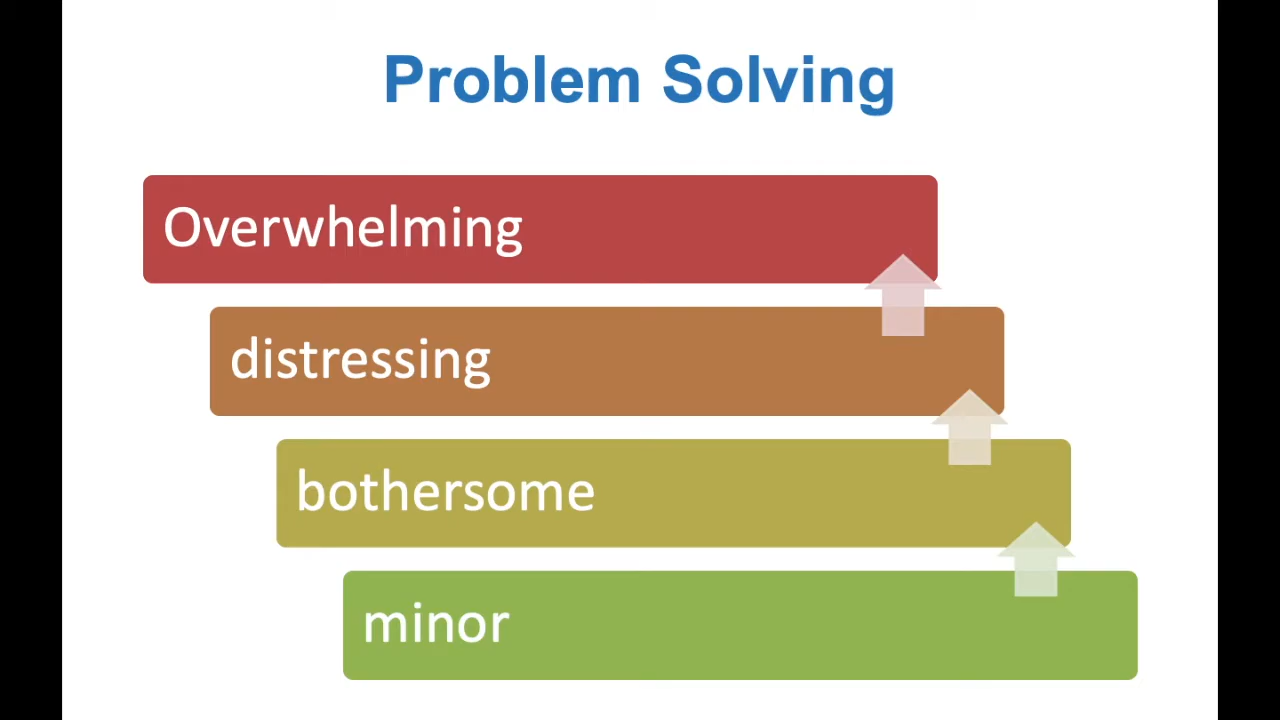 Problem Solving
Overwhelming
distressing
bothersome
minor